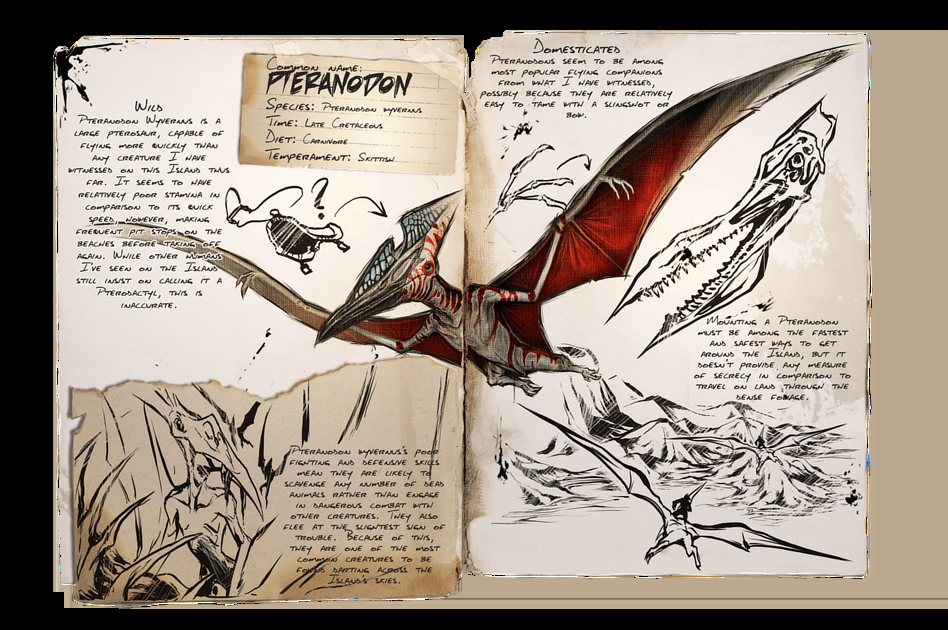 Common name:
Pteranodon
Species: Pteranodon wyvernus
Time: Late Cretaceous
Diet: Carnivore
Temperament: Skittish
Wild
Pteranodon Wyvernus is a
large pterosaur, capable of
flying more quickly than
any creature I have
witnessed on this Island thus
far. It seems to have
relatively poor stamina in
comparison to its quick
speed, however, making
frequent pit stops on the
beaches before taking off
again. While other humans
I've seen on the Island
still insist on calling it a
Pterodactyl, this is
inaccurate.
?
Pteranodon wyvernus's poor
fighting and defensive skills
mean they are likely to
scavenge any number of dead
animals rather than engage
in dangerous combat with
other creatures. They also
flee at the slightest sign of
trouble. Because of this,
they are one of the most
common creatures to be
found darting across the
Island's skies.
Domesticated
Pteranodons seem to be among
most popular flying companions
from what I have witnessed,
possibly because they are relatively
easy to tame with a slingshot or
bow.
Mounting a Pteranodon
must be among the fastest
and safest ways to get
around the Island, but it
doesn't provide any measure
of secrecy in comparison to
travel on land through the
dense foliage.